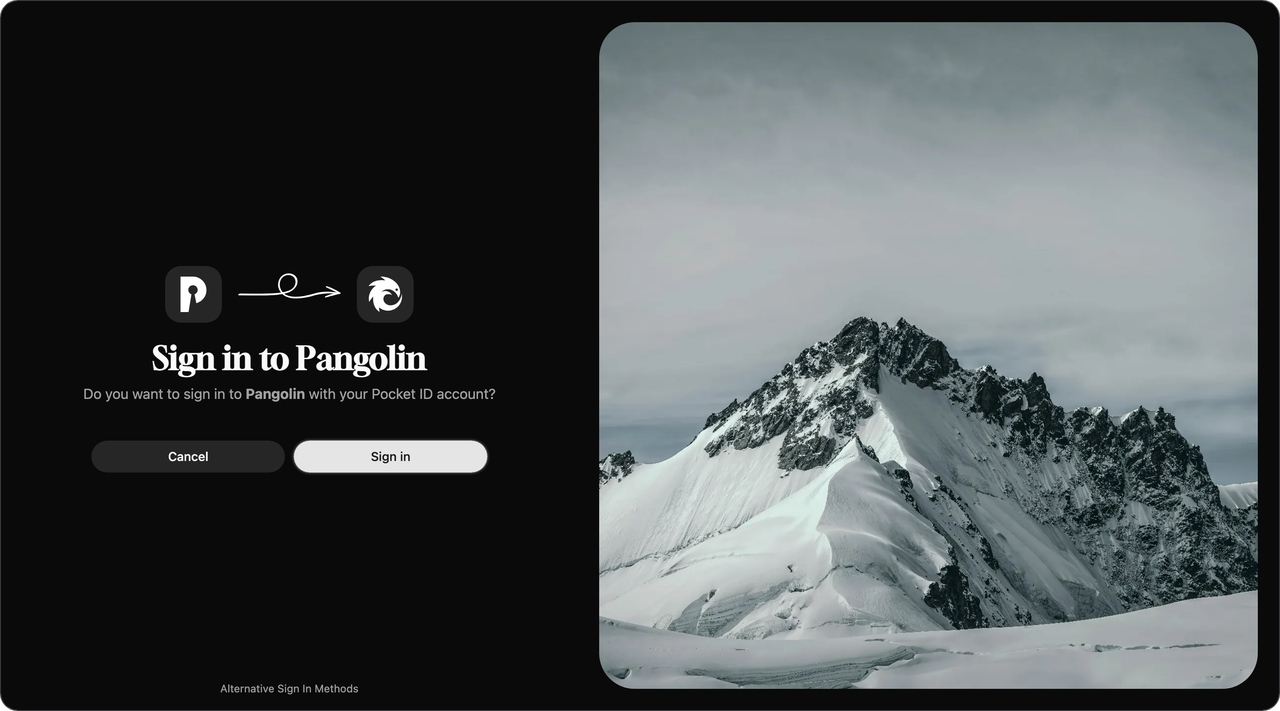 Sign in to Pangolin
Do you want to sign in to Pangolin with your Pocket ID account?
Cancel
Sign in
Alternative Sign In Methods